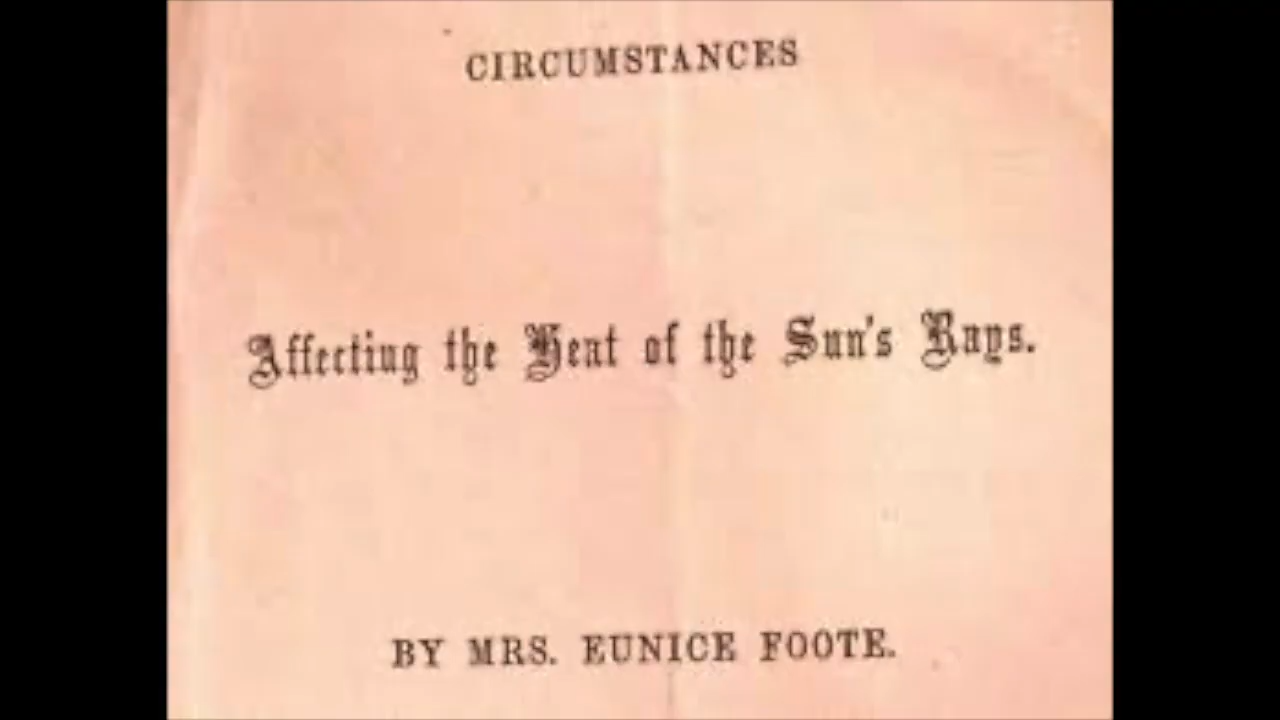 CIRCUMSTANCES
Affecting the Heat of the Sun's Rays.
BY MRS. EUNICE FOOTE.